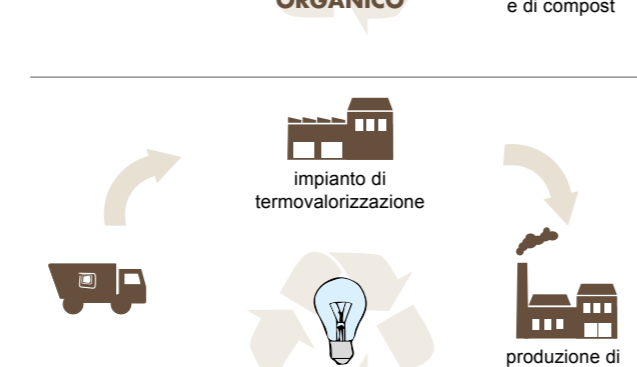 ORGANICO
e di compost
impianto di
termovalorizzazione
produzione di